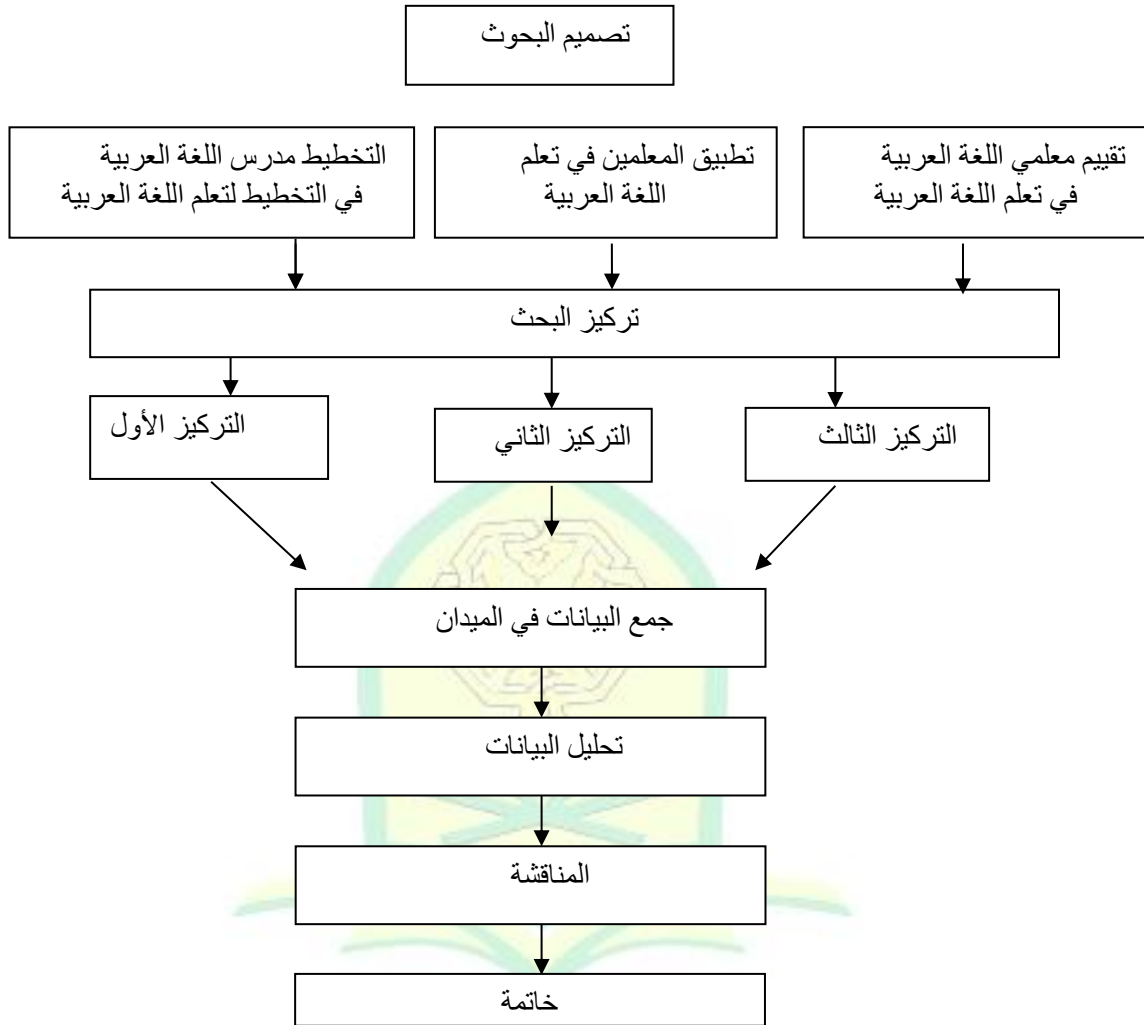 تصميم البحوث
تقييم معلمي اللغة العربية
في تعلم اللغة العربية
تطبيق المعلمين في تعلم
اللغة العربية
التخطيط مدرس اللغة العربية
في التخطيط لتعلم اللغة العربية
تركيز البحث
التركيز الثالث
التركيز الثاني
التركيز الأول
جمع البيانات في الميدان
تحليل البيانات
المناقشة
خاتمة